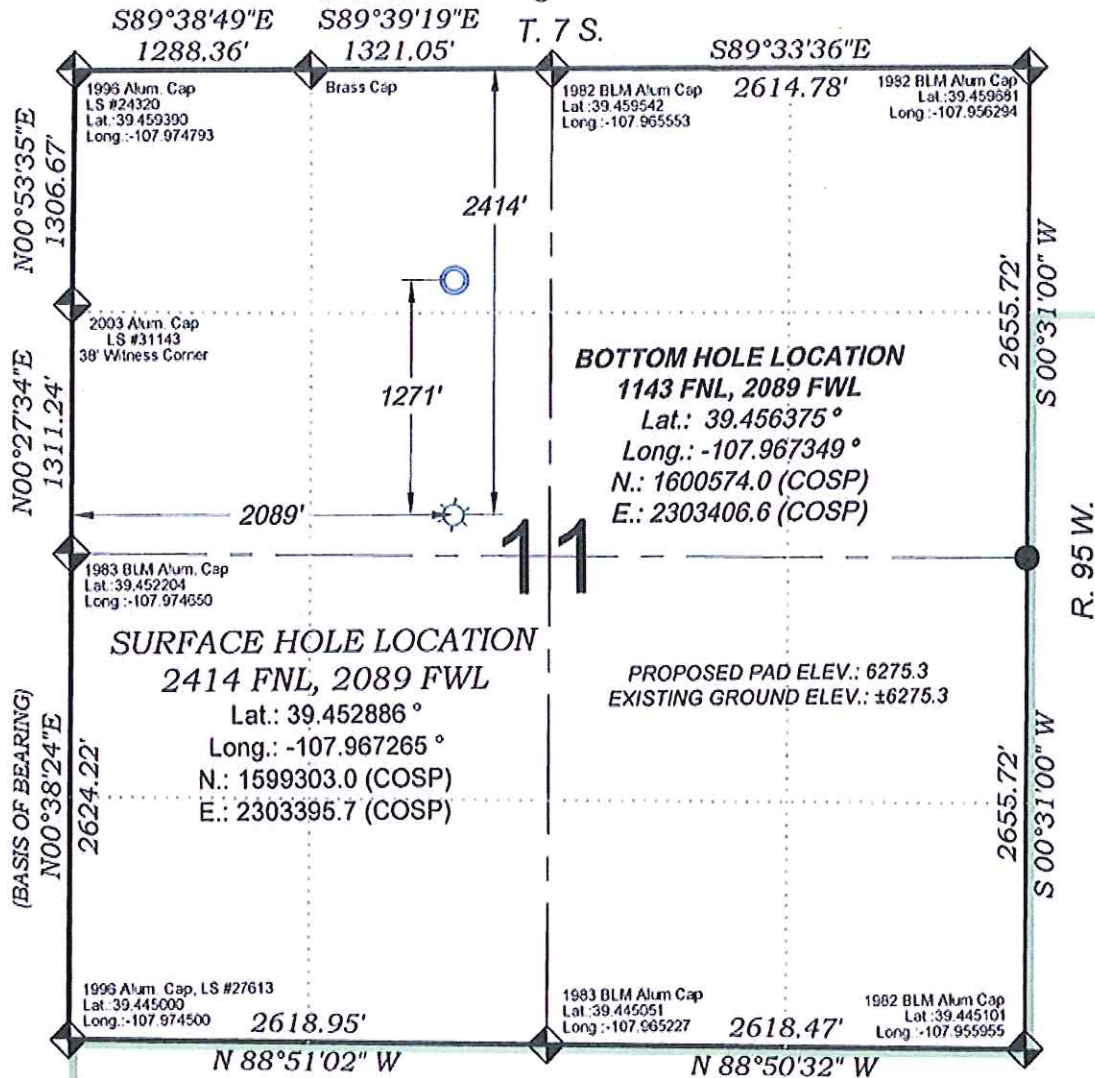 S89°38'49"E
1288.36'
S89°39'19"E
1321.05'
T. 7 S.
S89°33'36"E
2614.78'
1996 Alum. Cap
LS #24320
Lat.:39.459390
Long.:-107.974793
Brass Cap
1982 BLM Alum Cap
Lat:39.459542
Long.:-107.965553
1982 BLM Alum Cap
Lat.:39.459681
Long.:-107.956294
N00°53'35"E
1306.67'
2414'
2003 Alum. Cap
LS #31143
38' Witness Corner
1271'
N00°27'34"E
1311.24'
2089'
BOTTOM HOLE LOCATION
1143 FNL, 2089 FWL
Lat.: 39.456375 °
Long.: -107.967349 °
N.: 1600574.0 (COSP)
E.: 2303406.6 (COSP)
2655.72'
S 00°31'00" W
11
R. 95 W.
1983 BLM Alum. Cap
Lat.:39.452204
Long.:-107.974650
SURFACE HOLE LOCATION
2414 FNL, 2089 FWL
Lat.: 39.452886 °
Long.: -107.967265 °
N.: 1599303.0 (COSP)
E.: 2303395.7 (COSP)
PROPOSED PAD ELEV.: 6275.3
EXISTING GROUND ELEV.: ±6275.3
(BASIS OF BEARING)
N00°38'24"E
2624.22'
2655.72'
S 00°31'00" W
1996 Alum. Cap, LS #27613
Lat.:39.445000
Long.:-107.974500
2618.95'
N 88°51'02" W
1983 BLM Alum Cap
Lat.:39.445051
Long.:-107.965227
2618.47'
N 88°50'32" W
1982 BLM Alum Cap
Lat.:39.445101
Long.:-107.955955